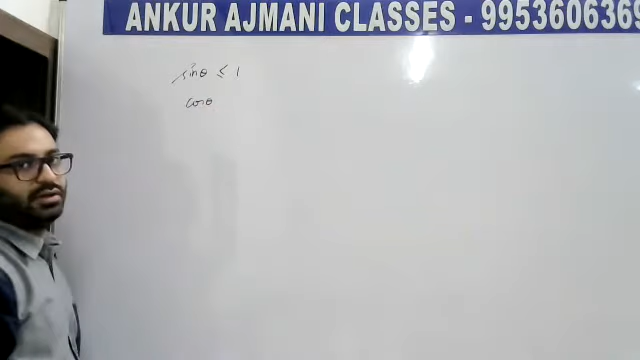 ANKUR AJMANI CLASSES - 9953606369
sinθ ≤ 1
cosθ